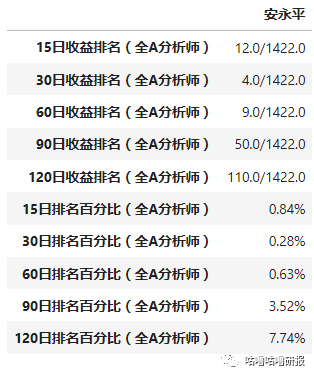 安永平
15日收益排名（全A分析师） 12.0/1422.0
30日收益排名（全A分析师） 4.0/1422.0
60日收益排名（全A分析师） 9.0/1422.0
90日收益排名（全A分析师） 50.0/1422.0
120日收益排名（全A分析师） 110.0/1422.0
15日排名百分比（全A分析师） 0.84%
30日排名百分比（全A分析师） 0.28%
60日排名百分比（全A分析师） 0.63%
90日排名百分比（全A分析师） 3.52%
120日排名百分比（全A分析师） 7.74%
咕噜咕噜研报